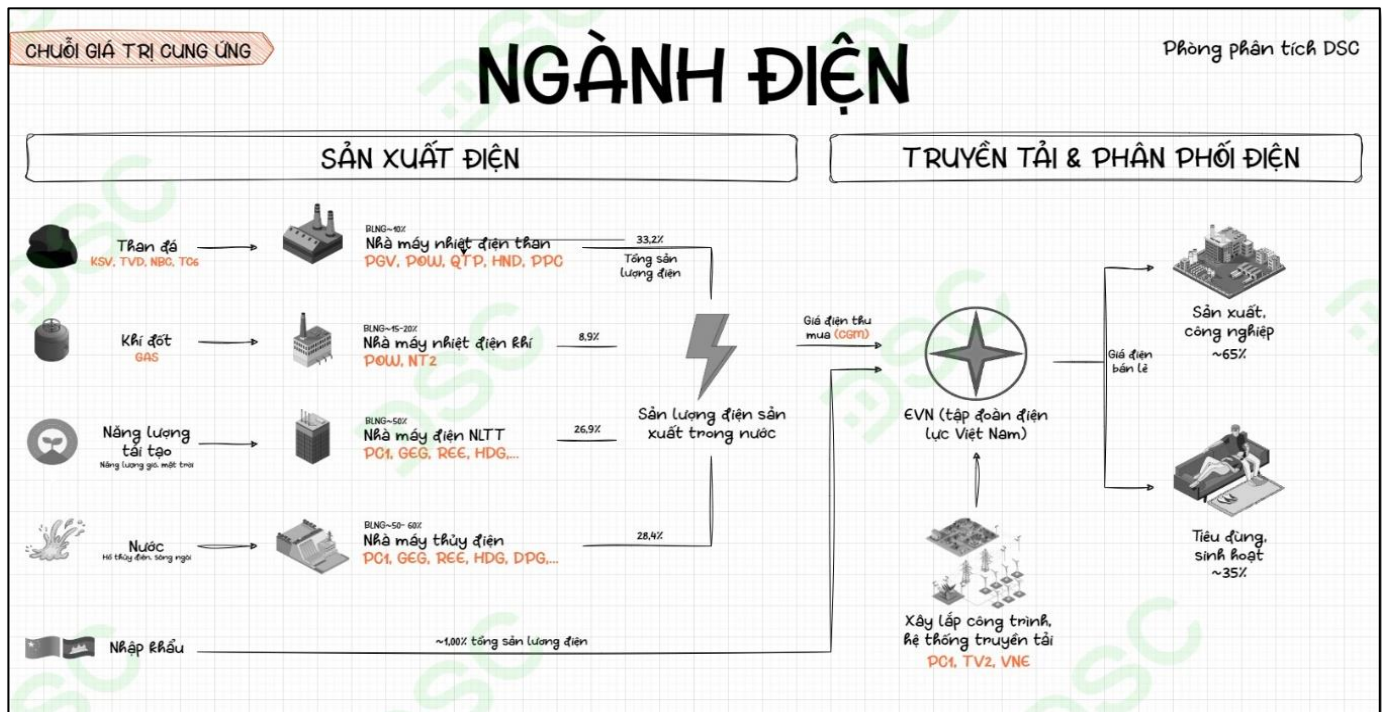 CHUỖI GIÁ TRỊ CUNG ỨNG
NGÀNH ĐIỆN
Phòng phân tích DSC
SẢN XUẤT ĐIỆN
TRUYỀN TẢI & PHÂN PHỐI ĐIỆN
Than đá
KSV, TVD, NBC, TC6
BLNG~10%
Nhà máy nhiệt điện than
PGV, POW, QTP, HND, PPC
33,2%
Tổng sản
lượng điện
Khí đốt
GAS
BLNG~15-20%
Nhà máy nhiệt điện khí
POW, NT2
8,9%
Năng lượng
tái tạo
Năng lượng gió, mặt trời
BLNG~50%
Nhà máy điện NLTT
PC1, GEG, REE, HDG,...
26,9%
Nước
Hồ thủy điện, sông ngòi
BLNG~50- 60%
Nhà máy thủy điện
PC1, GEG, REE, HDG, DPG,...
28,4%
Nhập khẩu
~1,00% tổng sản lượng điện
Sản lượng điện sản
xuất trong nước
Giá điện thu
mua (CGM)
EVN (tập đoàn điện
lực Việt Nam)
Xây lắp công trình,
hệ thống truyền tải
PC1, TV2, VNE
Giá điện
bán lẻ
Sản xuất,
công nghiệp
~65%
Tiêu dùng,
sinh hoạt
~35%
DSC
DSC
DSC
DSC
DSC